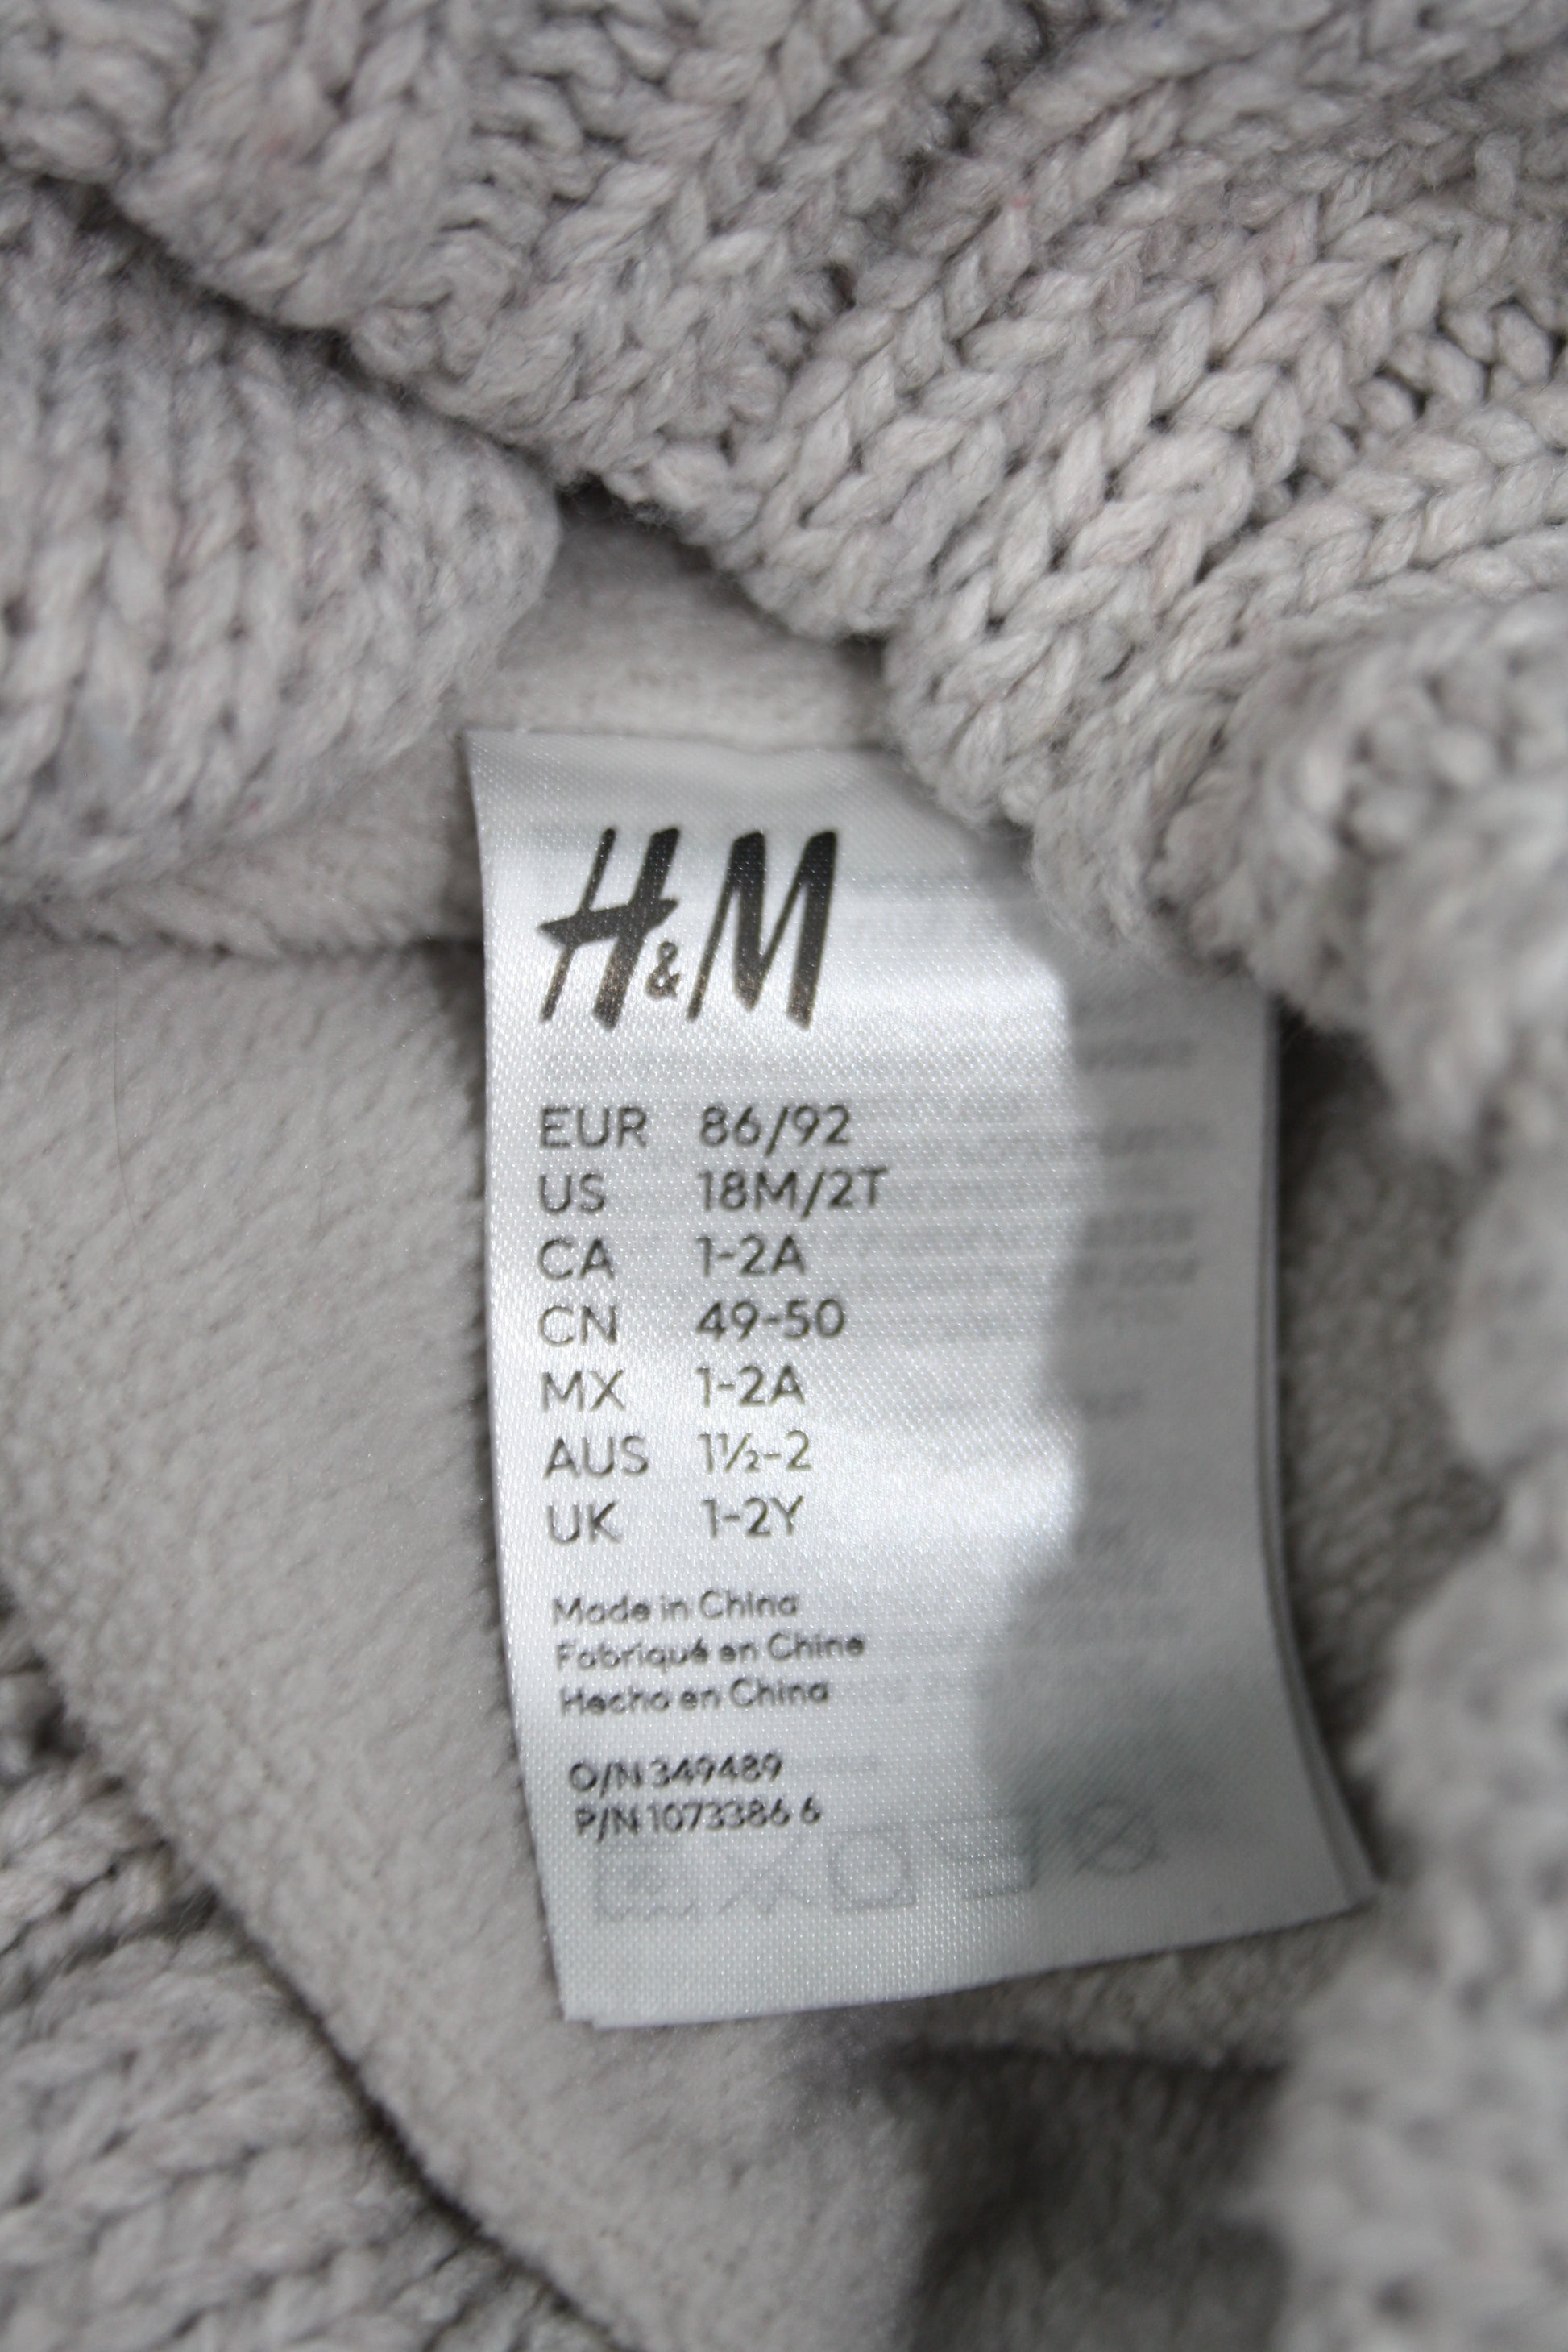 H&M
EUR 86/92
US 18M/2T
CA 1-2A
CN 49-50
MX 1-2A
AUS 1½-2
UK 1-2Y
Made in China
Fabriqué en Chine
Hecho en China
O/N 349489
P/N 1073386 6